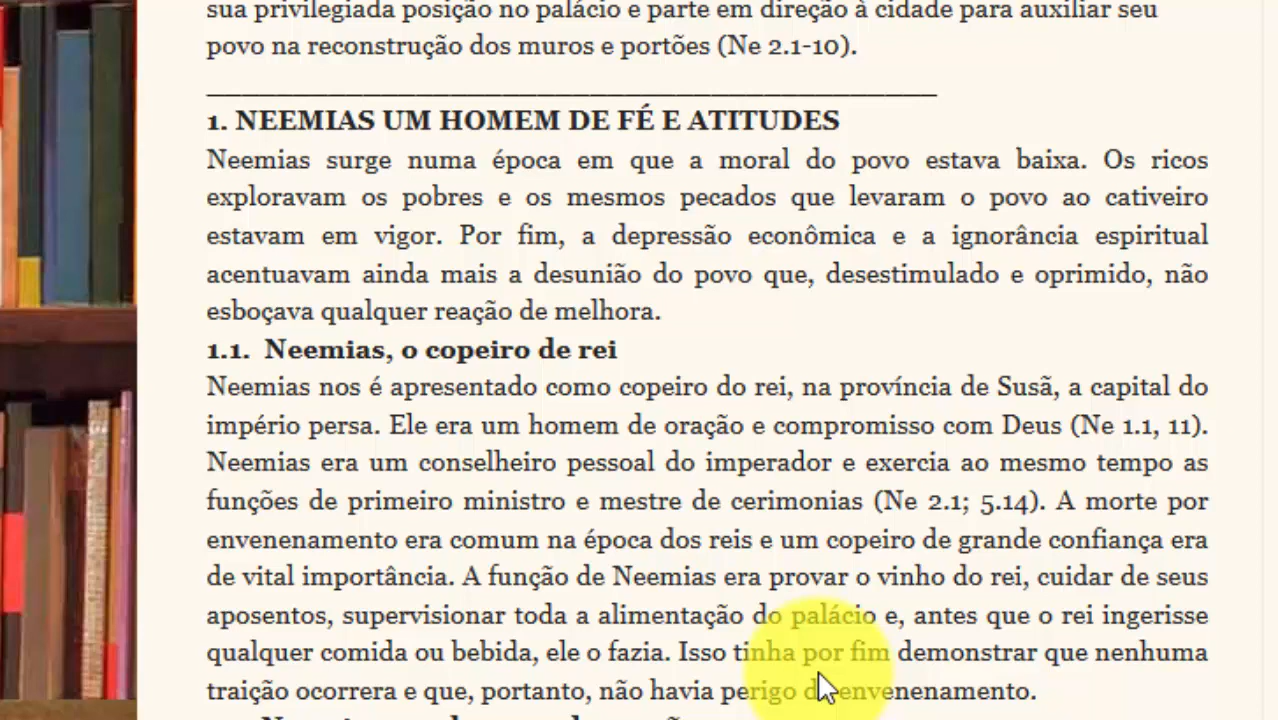 sua privilegiada posição no palácio e parte em direção à cidade para auxiliar seu
povo na reconstrução dos muros e portões (Ne 2.1-10).
1. NEEMIAS UM HOMEM DE FÉ E ATITUDES
Neemias surge numa época em que a moral do povo estava baixa. Os ricos
exploravam os pobres e os mesmos pecados que levaram o povo ao cativeiro
estavam em vigor. Por fim, a depressão econômica e a ignorância espiritual
acentuavam ainda mais a desunião do povo que, desestimulado e oprimido, não
esboçava qualquer reação de melhora.
1.1. Neemias, o copeiro de rei
Neemias nos é apresentado como copeiro do rei, na província de Susã, a capital do
império persa. Ele era um homem de oração e compromisso com Deus (Ne 1.1, 11).
Neemias era um conselheiro pessoal do imperador e exercia ao mesmo tempo as
funções de primeiro ministro e mestre de cerimonias (Ne 2.1; 5.14). A morte por
envenenamento era comum na época dos reis e um copeiro de grande confiança era
de vital importância. A função de Neemias era provar o vinho do rei, cuidar de seus
aposentos, supervisionar toda a alimentação do palácio e, antes que o rei ingerisse
qualquer comida ou bebida, ele o fazia. Isso tinha por fim demonstrar que nenhuma
traição ocorrera e que, portanto, não havia perigo de envenenamento.